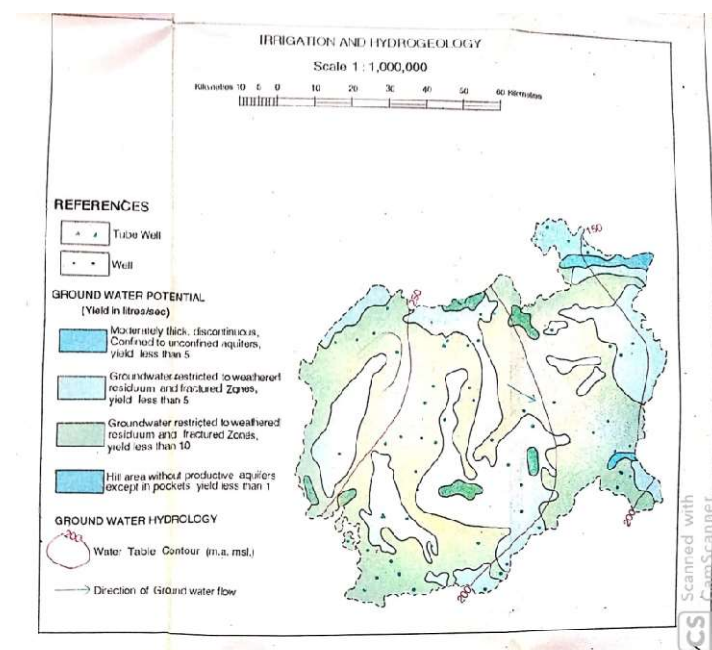 IRRIGATION AND HYDROGEOLOGY
Scale 1 : 1,000,000
Kilometres 10 5 0 10 20 30 40 50 60 Kilometres
REFERENCES
Tube Well
Well
GROUND WATER POTENTIAL
(Yield in litres/sec)
Moderately thick, discontinuous,
Confined to unconfined aquifers,
yield less than 5
Groundwater restricted to weathered
residuum and fractured Zones,
yield less than 5
Groundwater restricted to weathered
residuum and fractured Zones,
yield less than 10
Hill area without productive aquifers
except in pockets yield less than 1
GROUND WATER HYDROLOGY
200
Water Table Contour (m.a. msl.)
Direction of Ground water flow
150
200
200
CS Scanned with
CamScanner